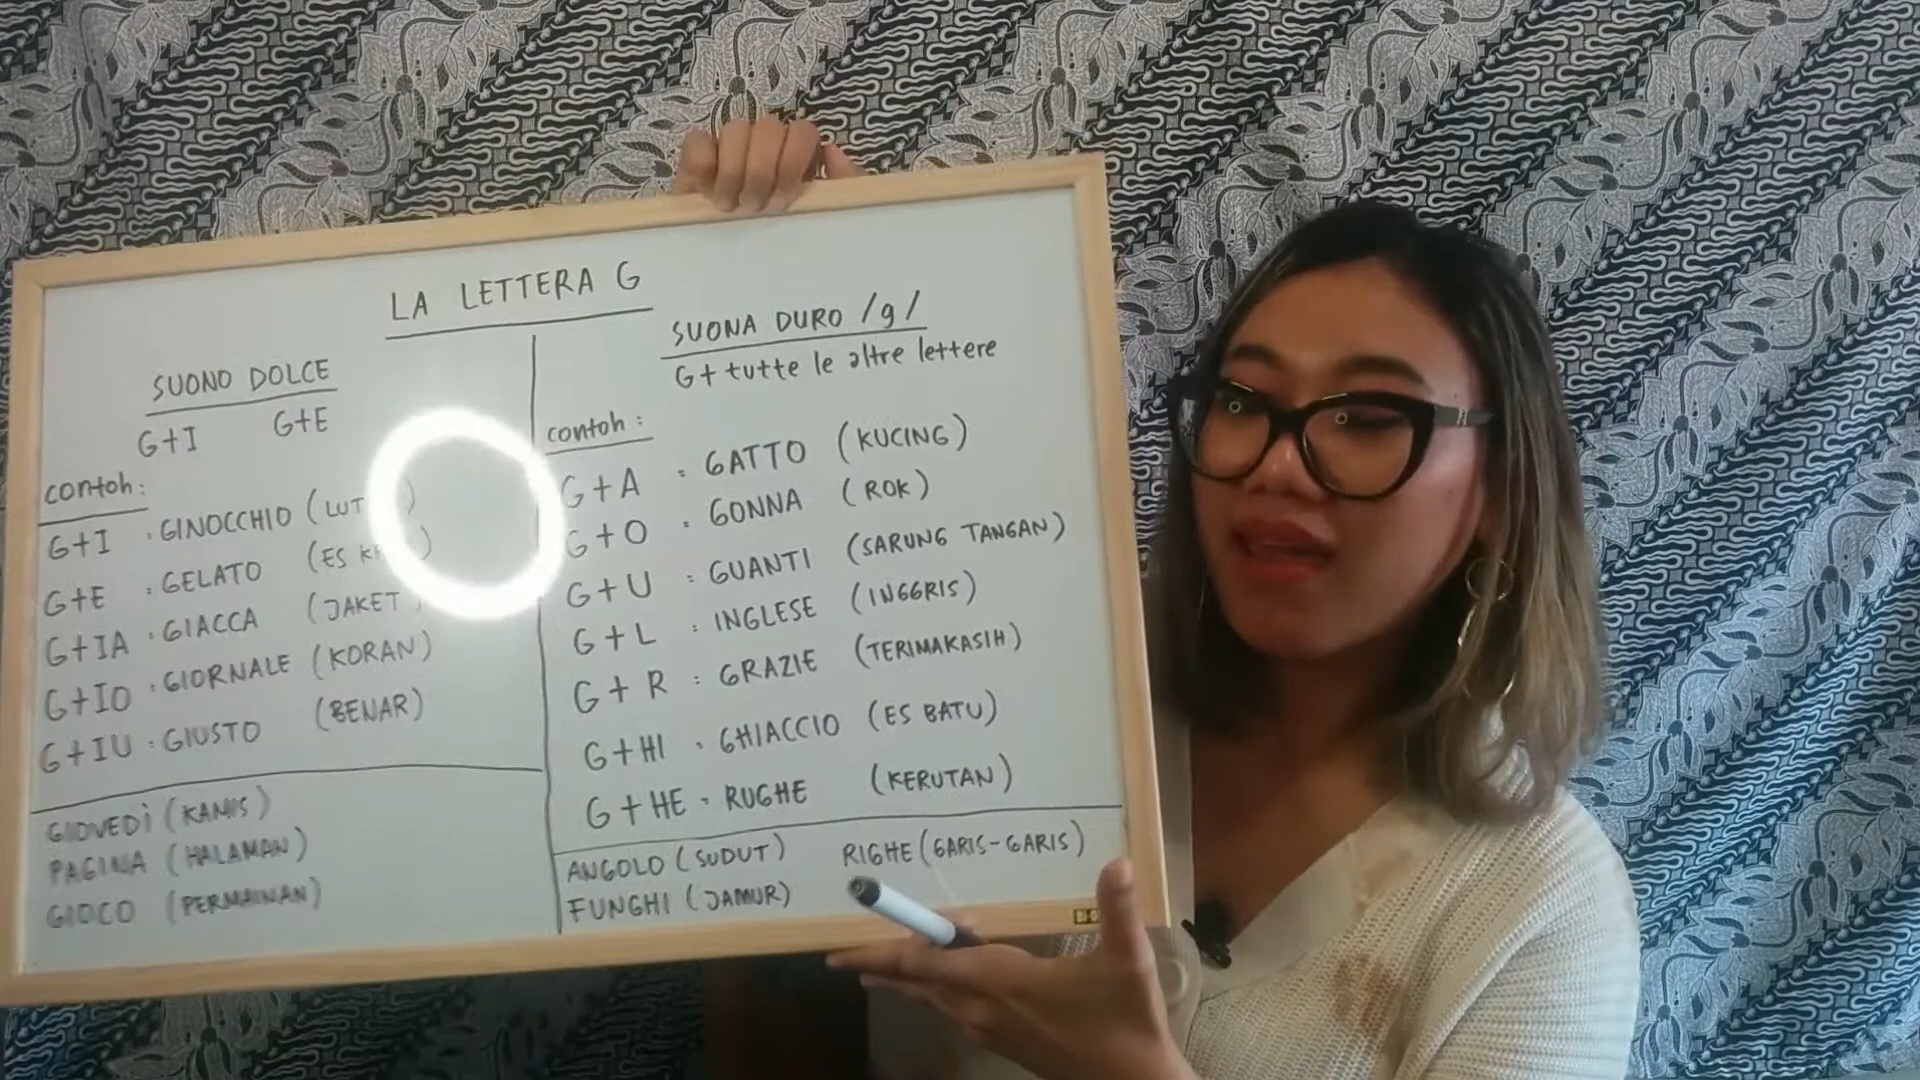 LA LETTERA G
SUONO DOLCE
G+I G+E
contoh:
G+I : GINOCCHIO (LUT )
G+E : GELATO (ES K )
G+IA : GIACCA (JAKET )
G+IO : GIORNALE (KORAN)
G+IU : GIUSTO (BENAR)
GIOVEDÌ (KAMIS)
PAGINA (HALAMAN)
GIOCO (PERMAINAN)
SUONA DURO /g/
G+ tutte le altre lettere
contoh :
G+A : GATTO (KUCING)
G+O : GONNA (ROK)
G+U : GUANTI (SARUNG TANGAN)
G+L : INGLESE (INGGRIS)
G+R : GRAZIE (TERIMAKASIH)
G+HI : GHIACCIO (ES BATU)
G+HE : RUGHE (KERUTAN)
ANGOLO (SUDUT) RIGHE (GARIS-GARIS)
FUNGHI (JAMUR)